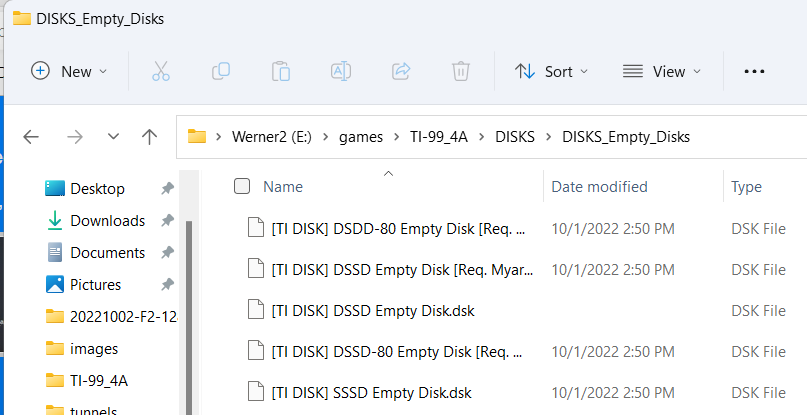 DISKS_Empty_Disks
New
Sort
View
Werner2 (E:) > games > TI-99_4A > DISKS > DISKS_Empty_Disks
Desktop
Downloads
Documents
Pictures
20221002-F2-12
images
TI-99_4A
tunnels
Name Date modified Type
[TI DISK] DSDD-80 Empty Disk [Req. ... 10/1/2022 2:50 PM DSK File
[TI DISK] DSSD Empty Disk [Req. Myar... 10/1/2022 2:50 PM DSK File
[TI DISK] DSSD Empty Disk.dsk DSK File
[TI DISK] DSSD-80 Empty Disk [Req. ... 10/1/2022 2:50 PM DSK File
[TI DISK] SSSD Empty Disk.dsk 10/1/2022 2:50 PM DSK File